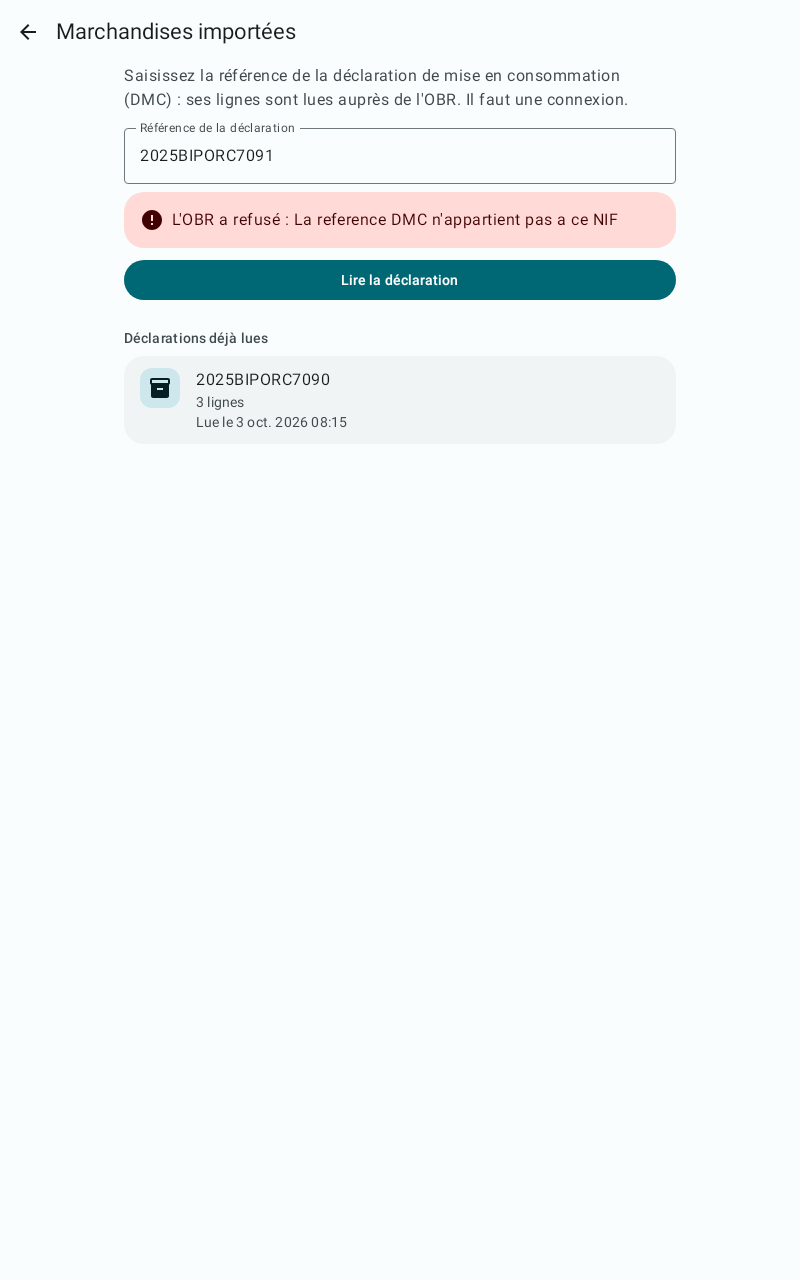 Marchandises importées
Saisissez la référence de la déclaration de mise en consommation
(DMC) : ses lignes sont lues auprès de l'OBR. Il faut une connexion.
Référence de la déclaration
2025BIPORC7091
L'OBR a refusé : La reference DMC n'appartient pas a ce NIF
Lire la déclaration
Déclarations déjà lues
2025BIPORC7090
3 lignes
Lue le 3 oct. 2026 08:15